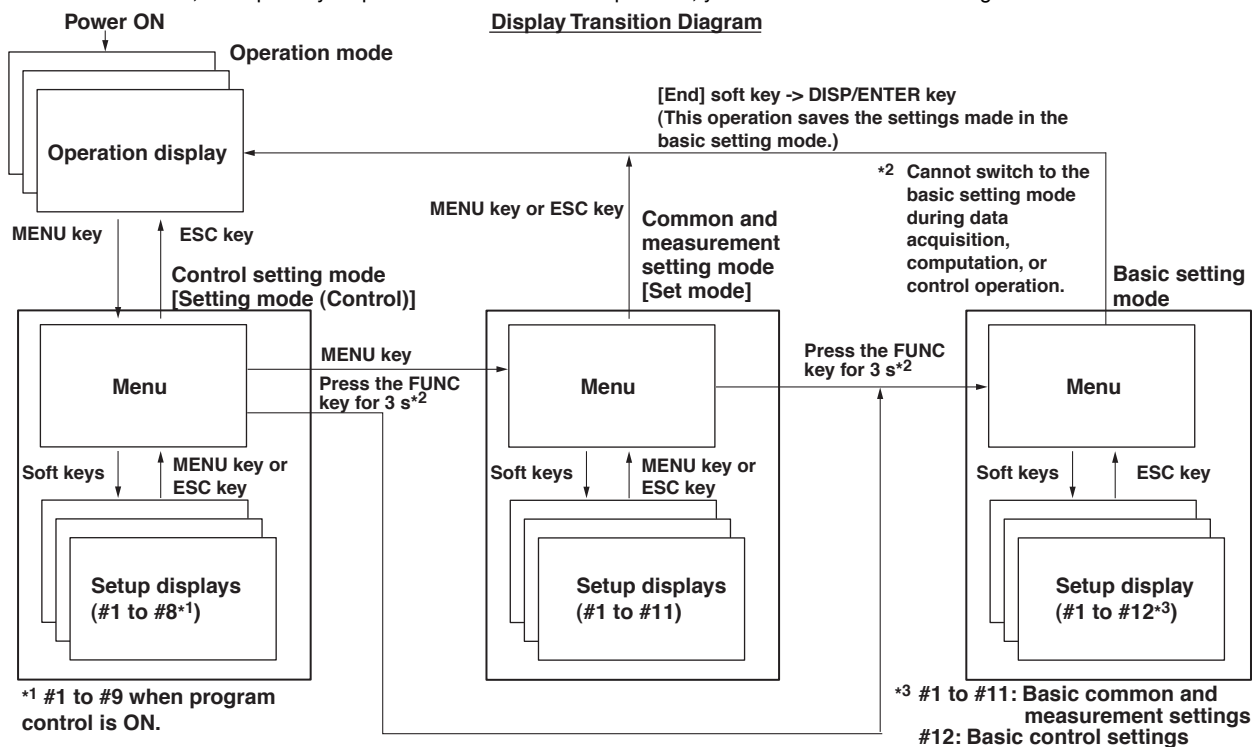 Display Transition Diagram
Power ON
Operation mode
Operation display
[End] soft key -> DISP/ENTER key
(This operation saves the settings made in the
basic setting mode.)
*2 Cannot switch to the
basic setting mode
during data
acquisition,
computation, or
control operation.
MENU key
ESC key
MENU key or ESC key
Control setting mode
[Setting mode (Control)]
Common and
measurement
setting mode
[Set mode]
Basic setting
mode
Menu
MENU key
Press the FUNC
key for 3 s*2
Menu
Press the FUNC
key for 3 s*2
Menu
Soft keys
MENU key or
ESC key
Soft keys
MENU key or
ESC key
Soft keys
ESC key
Setup displays
(#1 to #8*1)
Setup displays
(#1 to #11)
Setup display
(#1 to #12*3)
*1 #1 to #9 when program
control is ON.
*3 #1 to #11: Basic common and
measurement settings
#12: Basic control settings